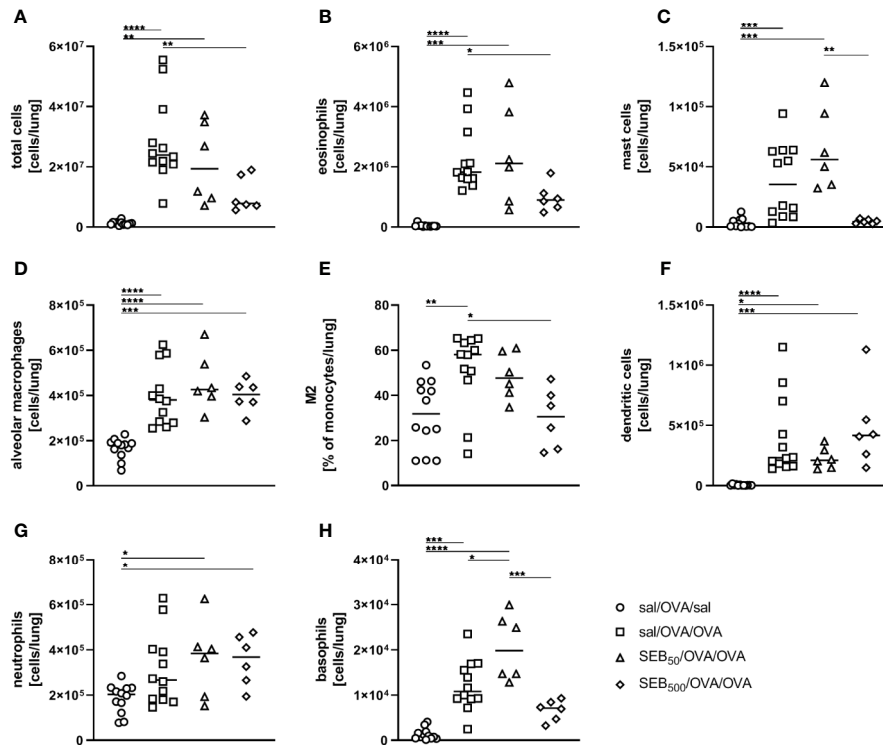 A
total cells
[cells/lung]
6×10⁷
4×10⁷
2×10⁷
0
****
**
**
B
eosinophils
[cells/lung]
6×10⁶
4×10⁶
2×10⁶
0
****
***
*
C
mast cells
[cells/lung]
1.5×10⁵
1×10⁵
5×10⁴
0
***
***
**
D
alveolar macrophages
[cells/lung]
8×10⁵
6×10⁵
4×10⁵
2×10⁵
0
****
****
***
E
M2
[% of monocytes/lung]
80
60
40
20
0
**
*
F
dendritic cells
[cells/lung]
1.5×10⁶
1×10⁶
5×10⁵
0
****
*
***
G
neutrophils
[cells/lung]
8×10⁵
6×10⁵
4×10⁵
2×10⁵
0
*
*
H
basophils
[cells/lung]
4×10⁴
3×10⁴
2×10⁴
1×10⁴
0
***
****
*
***
sal/OVA/sal
sal/OVA/OVA
SEB₅₀/OVA/OVA
SEB₅₀₀/OVA/OVA